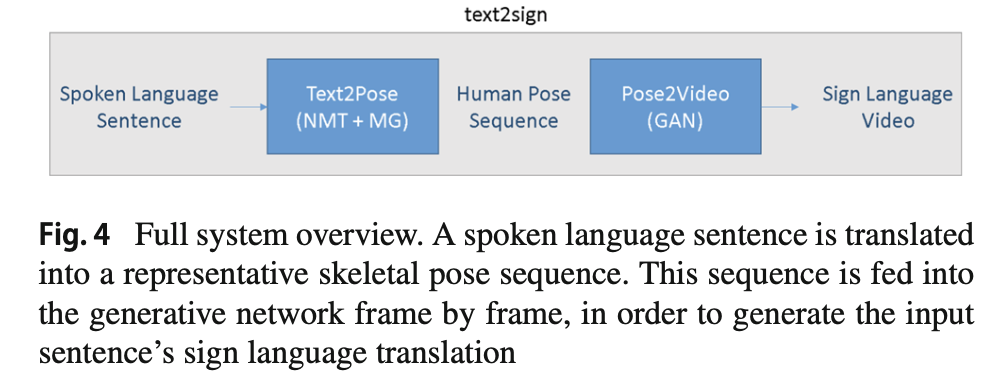 text2sign
Spoken Language
Sentence
Text2Pose
(NMT + MG)
Human Pose
Sequence
Pose2Video
(GAN)
Sign Language
Video
Fig. 4 Full system overview. A spoken language sentence is translated
into a representative skeletal pose sequence. This sequence is fed into
the generative network frame by frame, in order to generate the input
sentence’s sign language translation